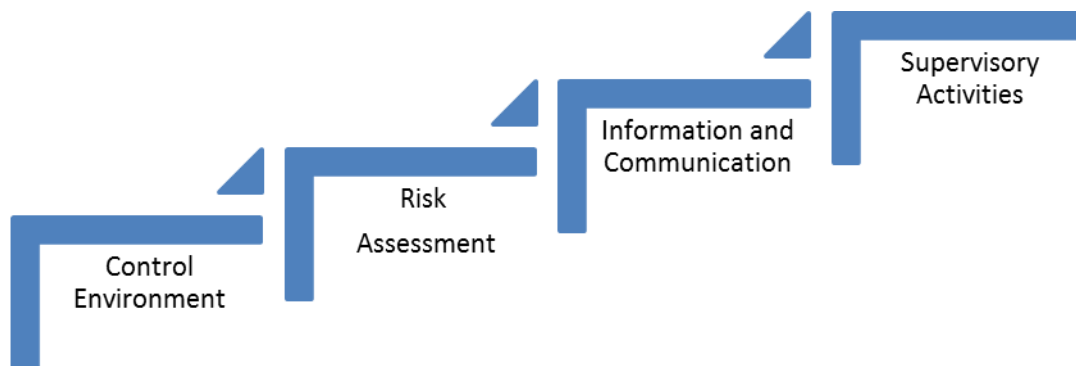 Control
Environment
Risk
Assessment
Information and
Communication
Supervisory
Activities